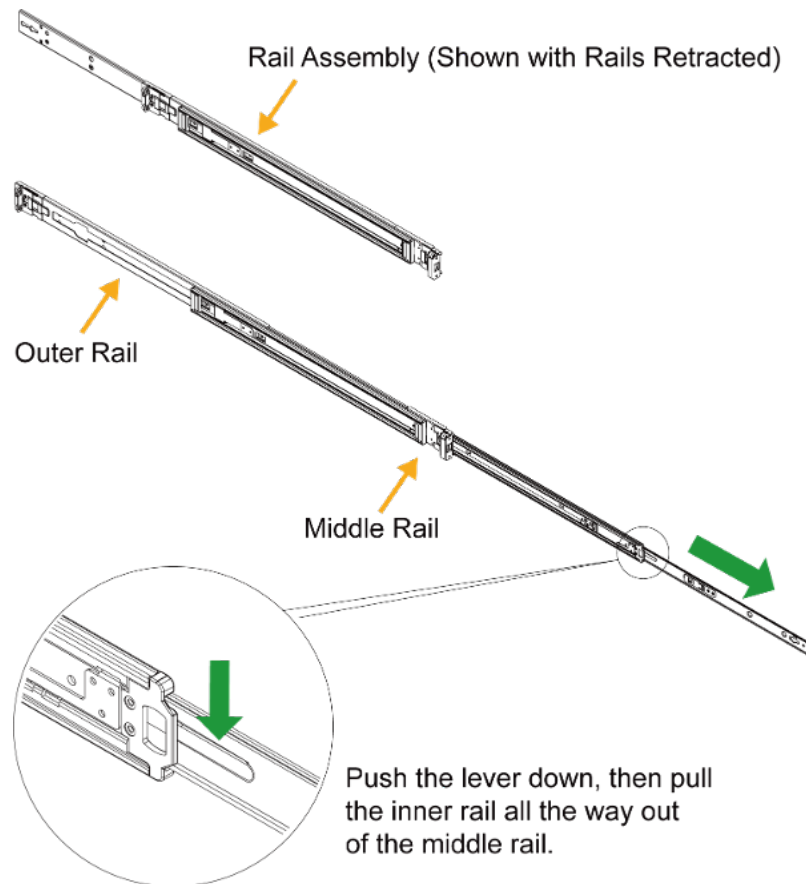 Rail Assembly (Shown with Rails Retracted)
Outer Rail
Middle Rail
Push the lever down, then pull
the inner rail all the way out
of the middle rail.